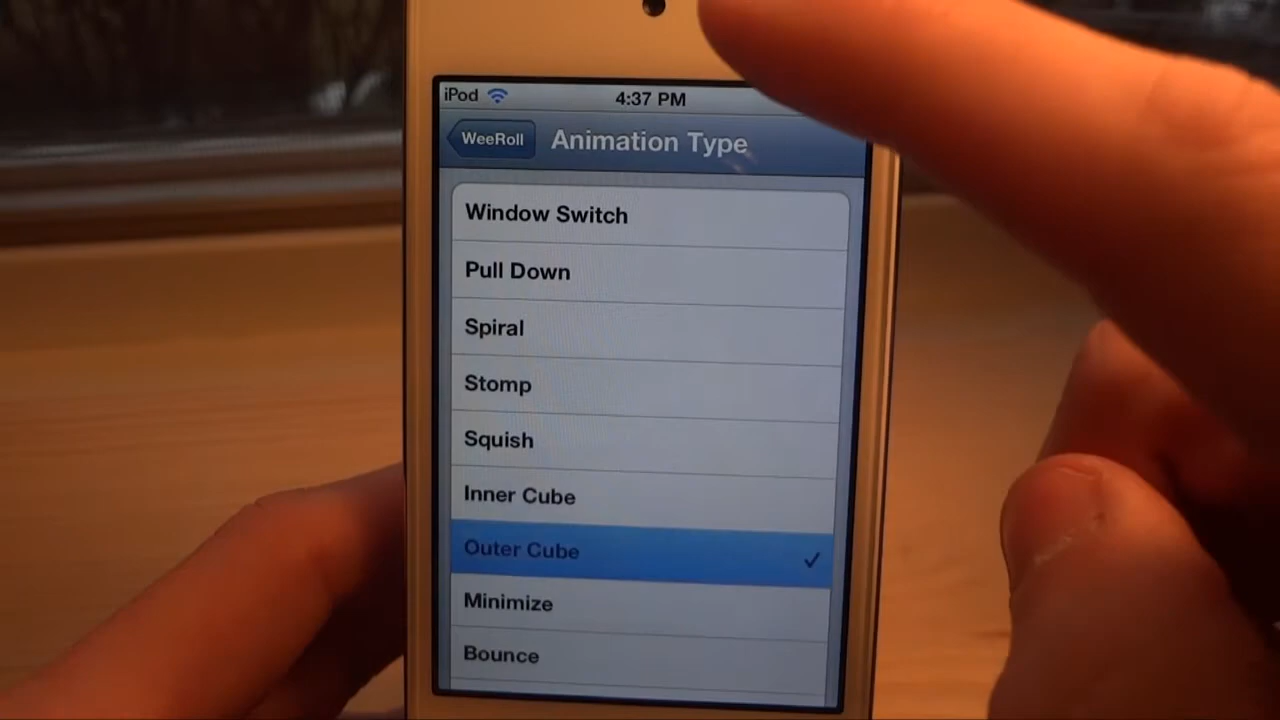 iPod 4:37 PM
WeeRoll Animation Type
Window Switch
Pull Down
Spiral
Stomp
Squish
Inner Cube
Outer Cube
Minimize
Bounce